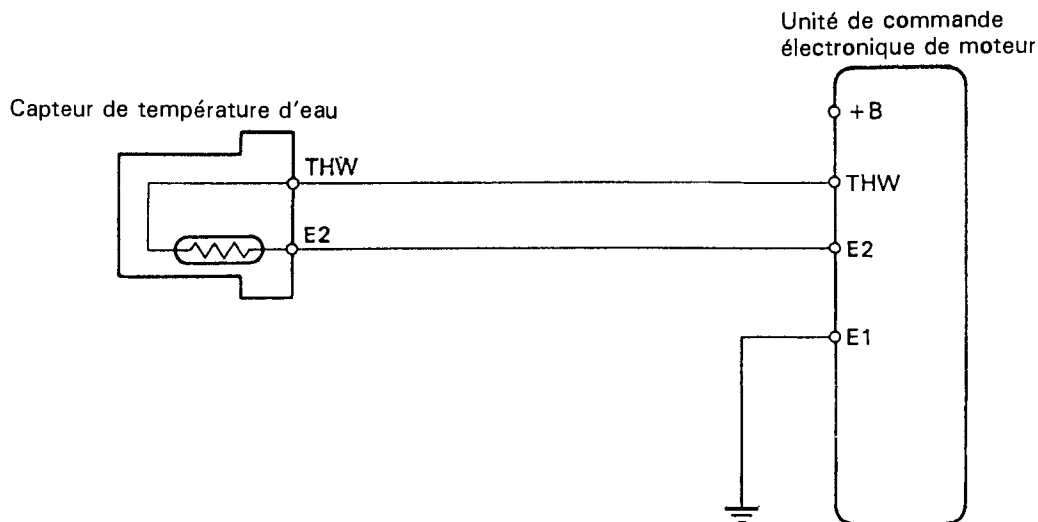 Unité de commande
électronique de moteur
Capteur de température d'eau
+B
THW
THW
E2
E2
E1